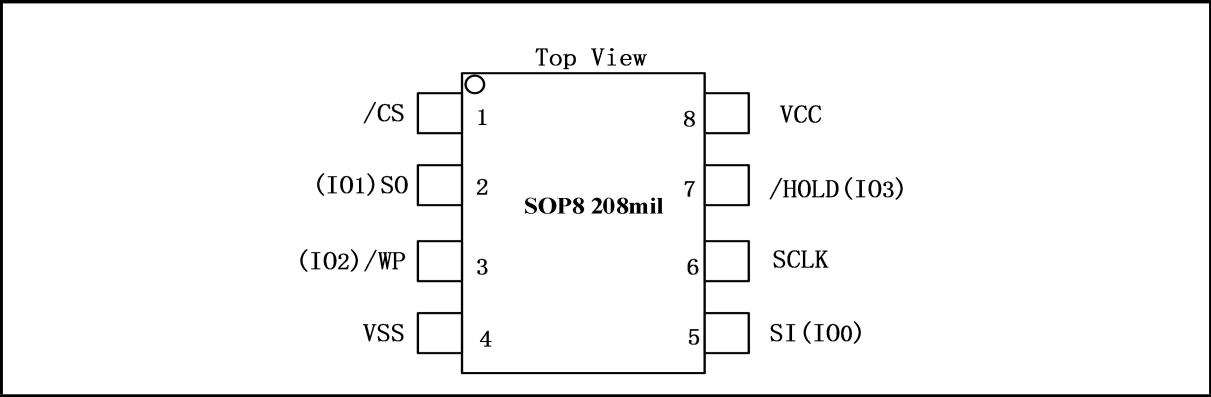 Top View
/CS 1 8 VCC
(IO1)SO 2 7 /HOLD(IO3)
SOP8 208mil
(IO2)/WP 3 6 SCLK
VSS 4 5 SI(IO0)